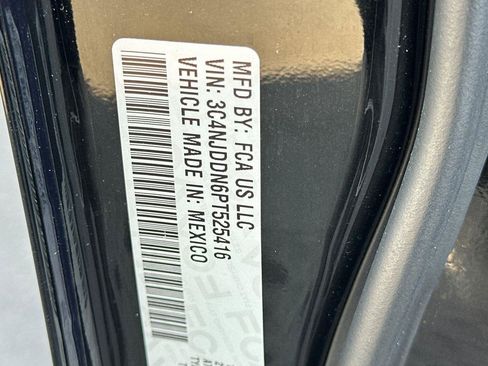 MFD BY: FCA US LLC
VIN: 3C4NJDDN6PT525416
VEHICLE MADE IN: MEXICO